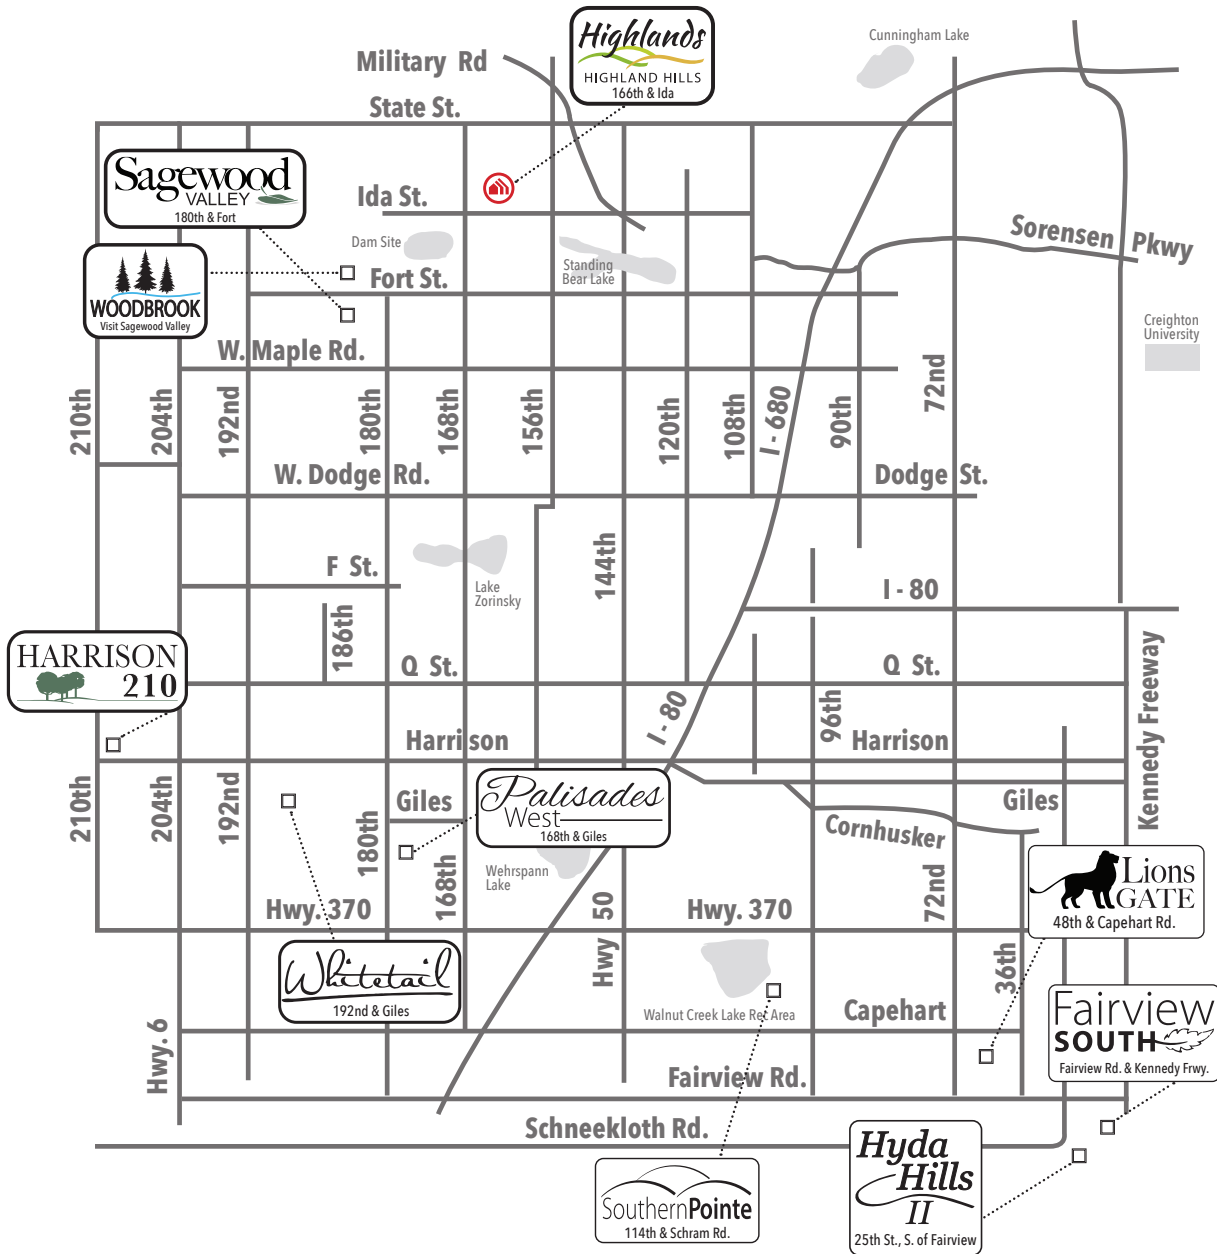 Highlands
HIGHLAND HILLS
166th & Ida
Cunningham Lake
Military Rd
State St.
Sagewood
VALLEY
180th & Fort
Ida St.
Dam Site
Standing
Bear Lake
Sorensen Pkwy
WOODBROOK
Visit Sagewood Valley
Fort St.
Creighton
University
W. Maple Rd.
210th
204th
192nd
180th
168th
156th
120th
108th
I - 680
90th
72nd
W. Dodge Rd.
Dodge St.
F St.
Lake
Zorinsky
144th
I - 80
186th
HARRISON
210
Q St.
Q St.
I - 80
96th
Kennedy Freeway
Harrison
Harrison
210th
204th
192nd
180th
Giles
168th
Palisades
West
168th & Giles
Giles
Cornhusker
Wehrspann
Lake
72nd
Lions
GATE
48th & Capehart Rd.
Hwy. 370
Hwy 50
Hwy. 370
36th
Whitetail
192nd & Giles
Walnut Creek Lake Rec Area
Capehart
Fairview
SOUTH
Fairview Rd. & Kennedy Frwy.
Hwy. 6
Fairview Rd.
Schneekloth Rd.
Hyda
Hills
II
25th St., S. of Fairview
SouthernPointe
114th & Schram Rd.